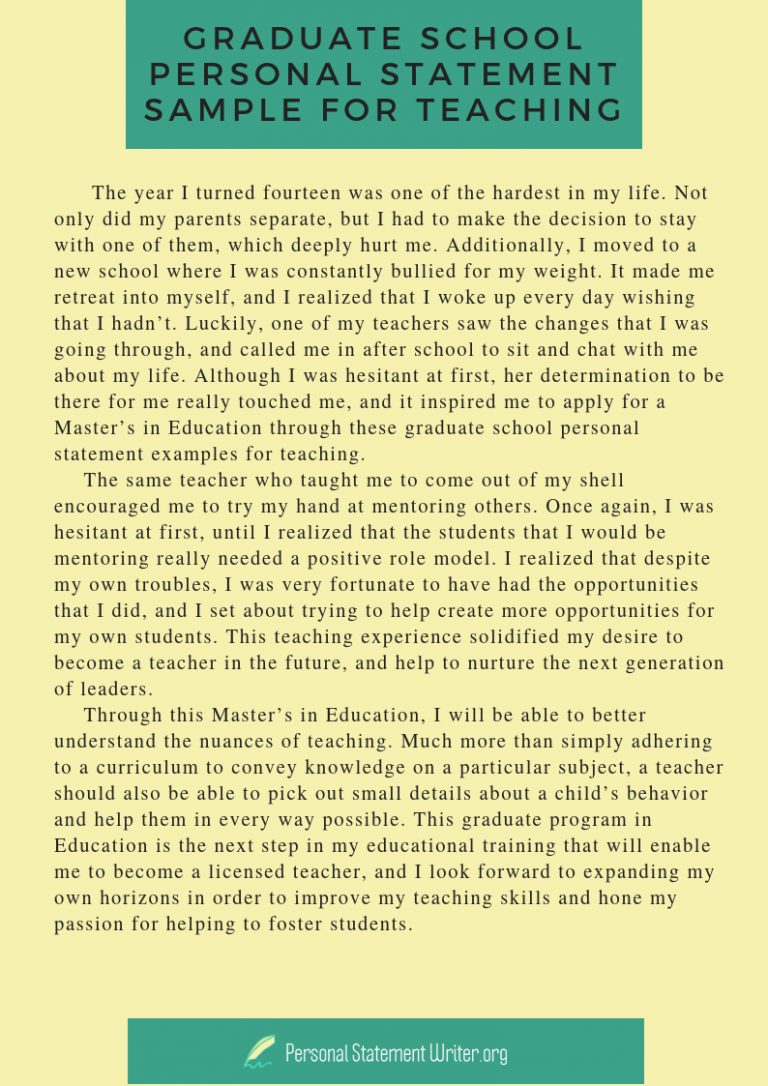 GRADUATE SCHOOL
PERSONAL STATEMENT
SAMPLE FOR TEACHING
The year I turned fourteen was one of the hardest in my life. Not
only did my parents separate, but I had to make the decision to stay
with one of them, which deeply hurt me. Additionally, I moved to a
new school where I was constantly bullied for my weight. It made me
retreat into myself, and I realized that I woke up every day wishing
that I hadn’t. Luckily, one of my teachers saw the changes that I was
going through, and called me in after school to sit and chat with me
about my life. Although I was hesitant at first, her determination to be
there for me really touched me, and it inspired me to apply for a
Master’s in Education through these graduate school personal
statement examples for teaching.
The same teacher who taught me to come out of my shell
encouraged me to try my hand at mentoring others. Once again, I was
hesitant at first, until I realized that the students that I would be
mentoring really needed a positive role model. I realized that despite
my own troubles, I was very fortunate to have had the opportunities
that I did, and I set about trying to help create more opportunities for
my own students. This teaching experience solidified my desire to
become a teacher in the future, and help to nurture the next generation
of leaders.
Through this Master’s in Education, I will be able to better
understand the nuances of teaching. Much more than simply adhering
to a curriculum to convey knowledge on a particular subject, a teacher
should also be able to pick out small details about a child’s behavior
and help them in every way possible. This graduate program in
Education is the next step in my educational training that will enable
me to become a licensed teacher, and I look forward to expanding my
own horizons in order to improve my teaching skills and hone my
passion for helping to foster students.
Personal Statement Writer.org